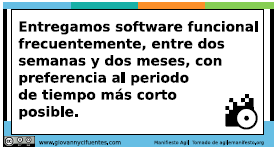 Entregamos software funcional
frecuentemente, entre dos
semanas y dos meses, con
preferencia al periodo
de tiempo más corto
posible.
www.giovannycifuentes.com
Manifiesto Agil. Tomado de agilemanifesto.org